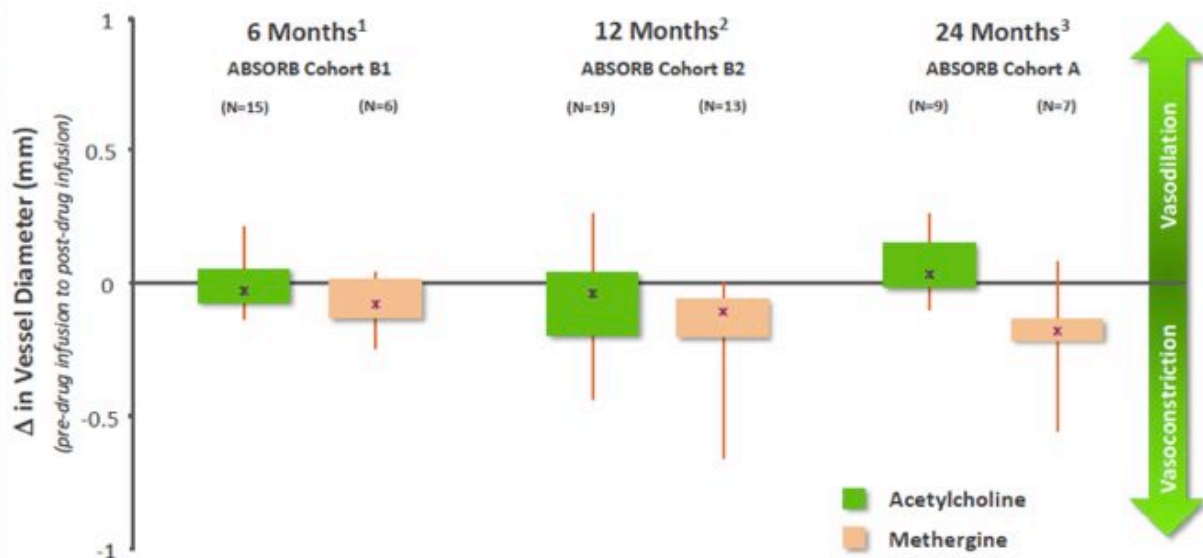 1
0.5
0
-0.5
-1
Δ in Vessel Diameter (mm)
(pre-drug infusion to post-drug infusion)
6 Months¹
ABSORB Cohort B1
(N=15)
(N=6)
12 Months²
ABSORB Cohort B2
(N=19)
(N=13)
24 Months³
ABSORB Cohort A
(N=9)
(N=7)
Vasodilation
Vasoconstriction
Acetylcholine
Methergine